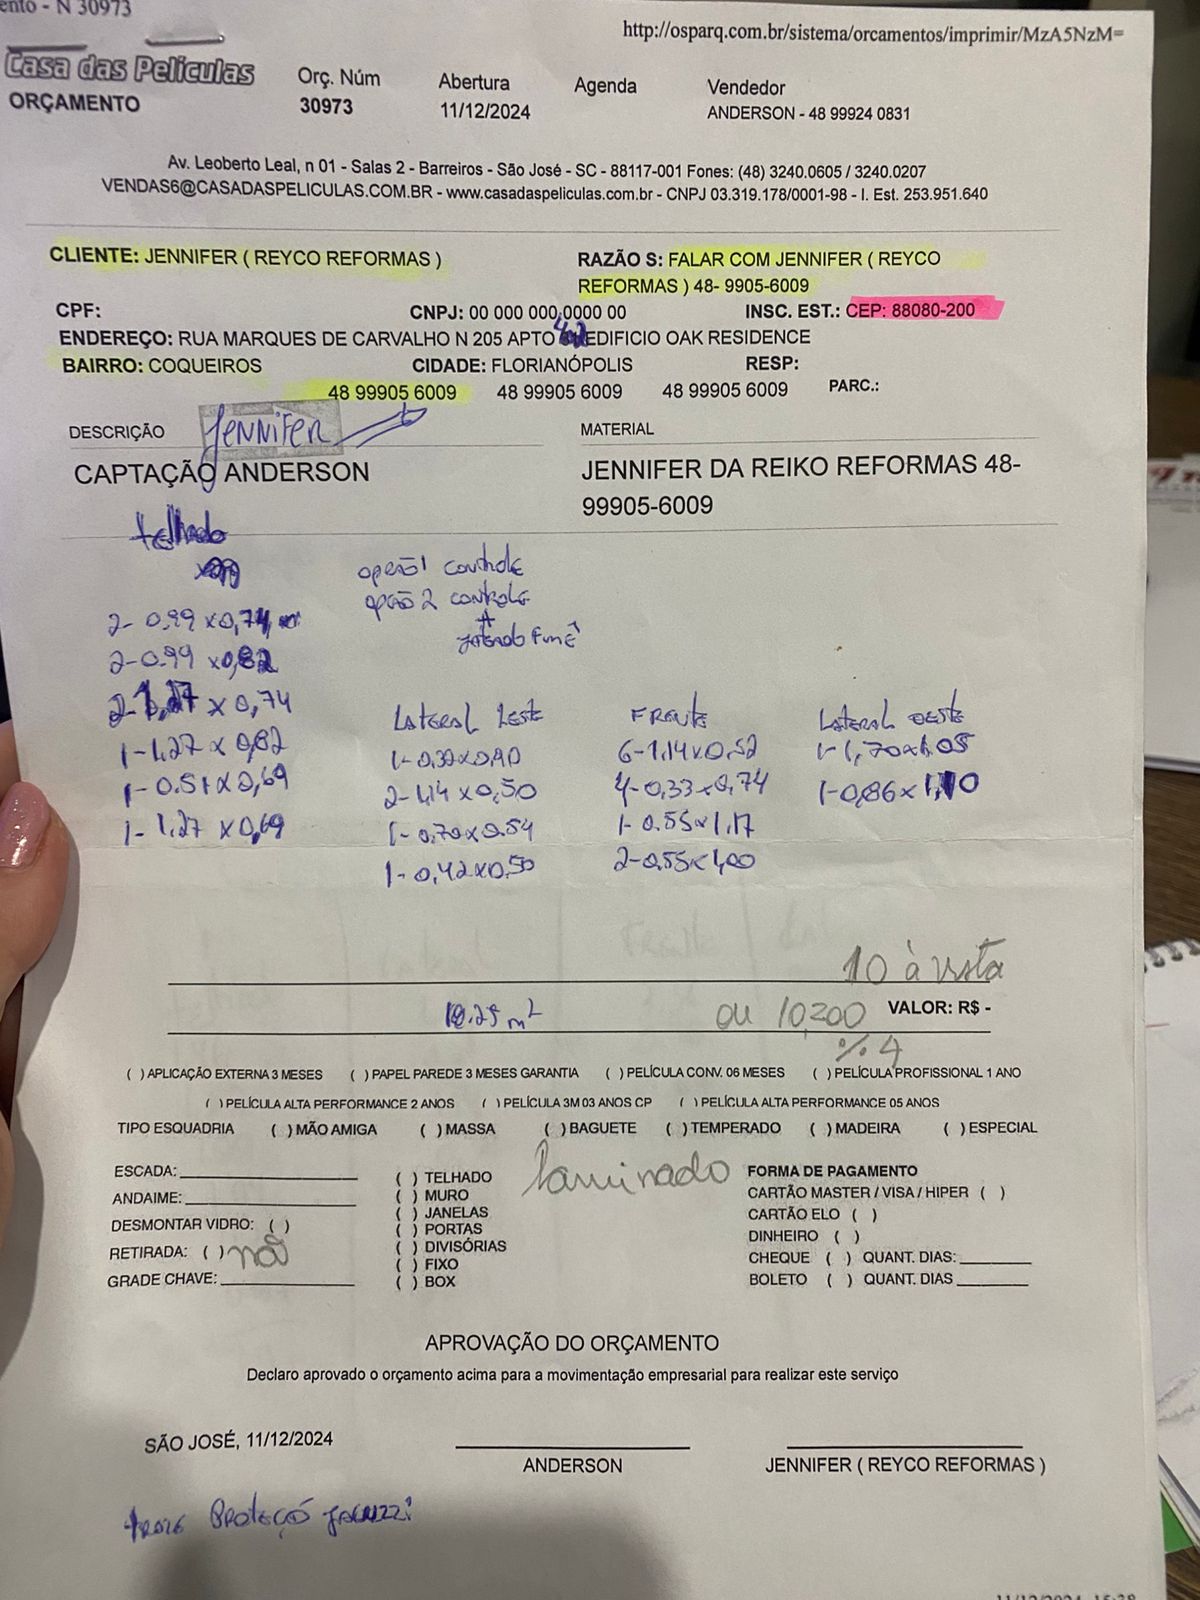 ento - N 30973
http://osparq.com.br/sistema/orcamentos/imprimir/MzA5NzM=
Casa das Películas
ORÇAMENTO
Orç. Núm
30973
Abertura
11/12/2024
Agenda
Vendedor
ANDERSON - 48 99924 0831
Av. Leoberto Leal, n 01 - Salas 2 - Barreiros - São José - SC - 88117-001 Fones: (48) 3240.0605 / 3240.0207
VENDAS6@CASADASPELICULAS.COM.BR - www.casadaspeliculas.com.br - CNPJ 03.319.178/0001-98 - I. Est. 253.951.640
CLIENTE: JENNIFER ( REYCO REFORMAS )
RAZÃO S: FALAR COM JENNIFER ( REYCO
REFORMAS ) 48- 9905-6009
CPF:
CNPJ: 00 000 000 0000 00
INSC. EST.: CEP: 88080-200
ENDEREÇO: RUA MARQUES DE CARVALHO N 205 APTO EDIFICIO OAK RESIDENCE
BAIRRO: COQUEIROS
CIDADE: FLORIANÓPOLIS
RESP:
48 99905 6009
48 99905 6009
48 99905 6009
PARC.:
DESCRIÇÃO
JENNIFER
MATERIAL
CAPTAÇÃO ANDERSON
JENNIFER DA REIKO REFORMAS 48-
99905-6009
telhado
2- 0.99 x 0,74
2- 0.99 x 0,82
2- 1,27 x 0,74
1- 1,27 x 0,82
1- 0.51 x 0,69
1- 1.27 x 0,69
opção 1 controle
opção 2 controle
+
jateado fumê
LATERAL LESTE
2- 1,14 x 0,50
1- 0,70 x 0.54
1- 0,42 x 0,50
FRENTE
6- 1.14 x 0,52
4- 0,33 x 0,74
1- 0.55 x 1,17
2- 0.55 x 1,00
LATERAL OESTE
1- 1,70 x 1.05
1- 0,86 x 1,10
10 à vista
m²
ou 10,200
VALOR: R$ -
% 4
( ) APLICAÇÃO EXTERNA 3 MESES ( ) PAPEL PAREDE 3 MESES GARANTIA ( ) PELÍCULA CONV. 06 MESES ( ) PELÍCULA PROFISSIONAL 1 ANO
( ) PELÍCULA ALTA PERFORMANCE 2 ANOS ( ) PELÍCULA 3M 03 ANOS CP ( ) PELÍCULA ALTA PERFORMANCE 05 ANOS
TIPO ESQUADRIA ( ) MÃO AMIGA ( ) MASSA ( ) BAGUETE ( ) TEMPERADO ( ) MADEIRA ( ) ESPECIAL
ESCADA:
ANDAIME:
DESMONTAR VIDRO: ( )
RETIRADA: ( ) não
GRADE CHAVE:
( ) TELHADO
( ) MURO
( ) JANELAS
( ) PORTAS
( ) DIVISÓRIAS
( ) FIXO
( ) BOX
laminado
FORMA DE PAGAMENTO
CARTÃO MASTER / VISA / HIPER ( )
CARTÃO ELO ( )
DINHEIRO ( )
CHEQUE ( ) QUANT. DIAS:
BOLETO ( ) QUANT. DIAS
APROVAÇÃO DO ORÇAMENTO
Declaro aprovado o orçamento acima para a movimentação empresarial para realizar este serviço
SÃO JOSÉ, 11/12/2024
ANDERSON
JENNIFER ( REYCO REFORMAS )
PROTEÇÃO